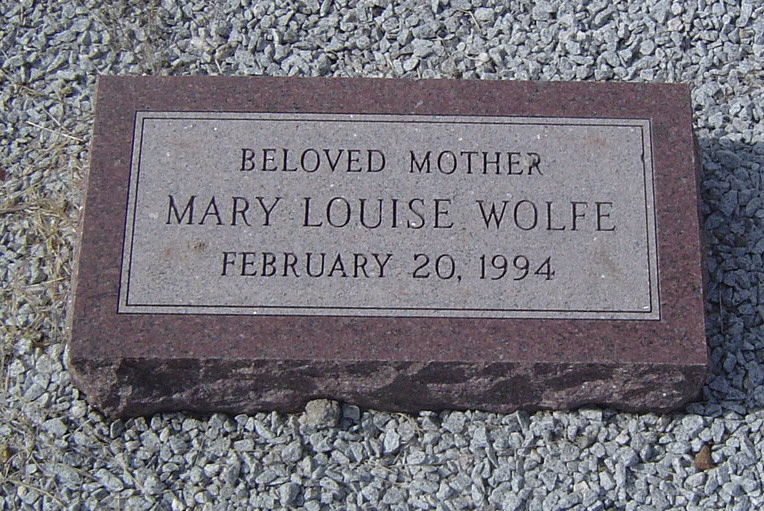 BELOVED MOTHER
MARY LOUISE WOLFE
FEBRUARY 20, 1994